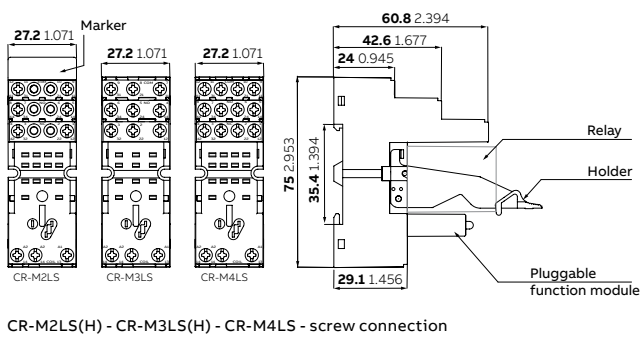 60.8 2.394
Marker
27.2 1.071
42.6 1.677
27.2 1.071
27.2 1.071
24 0.945
Relay
75 2.953
35.4 1.394
Holder
CR-M2LS
CR-M3LS
CR-M4LS
29.1 1.456
Pluggable
function module
CR-M2LS(H) - CR-M3LS(H) - CR-M4LS - screw connection